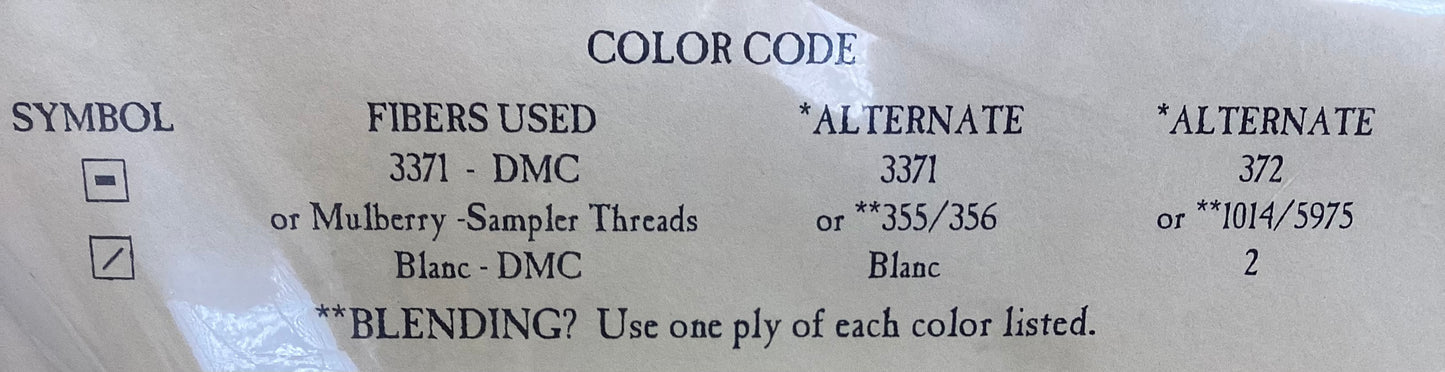 COLOR CODE
SYMBOL FIBERS USED *ALTERNATE *ALTERNATE
3371 - DMC 3371 372
or Mulberry -Sampler Threads or **355/356 or **1014/5975
Blanc - DMC Blanc 2
**BLENDING? Use one ply of each color listed.